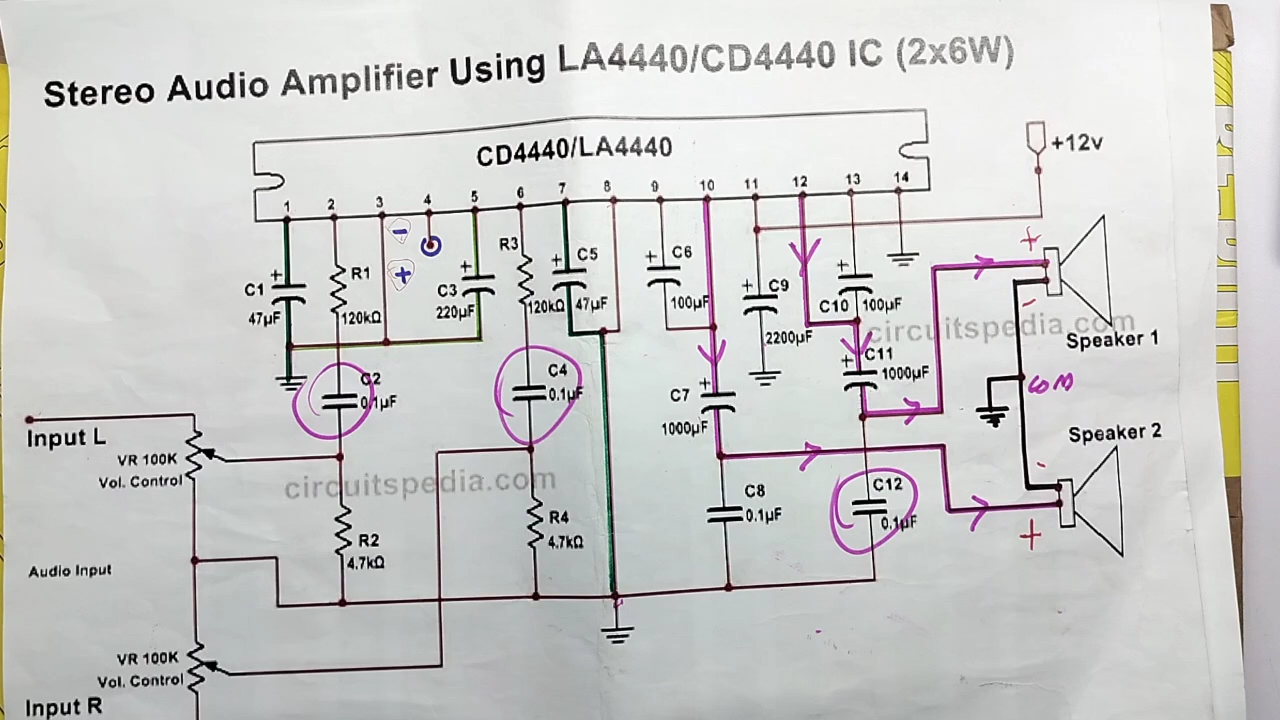 Stereo Audio Amplifier Using LA4440/CD4440 IC (2x6W)
CD4440/LA4440
+12v
1 2 3 4 5 6 7 8 9 10 11 12 13 14
-
+
+
R1
120kΩ
+
C1
47µF
+
C3
220µF
R3
120kΩ
+
C5
47µF
+
C6
100µF
+
C9
2200µF
+
C10
100µF
+
-
Speaker 1
circuitspedia.com
C2
0,1µF
C4
0.1µF
+
C7
1000µF
+
C11
1000µF
COM
Speaker 2
Input L
VR 100K
Vol. Control
circuitspedia.com
C8
0.1µF
C12
0.1µF
-
+
R2
4.7kΩ
R4
4.7kΩ
Audio Input
VR 100K
Vol. Control
Input R